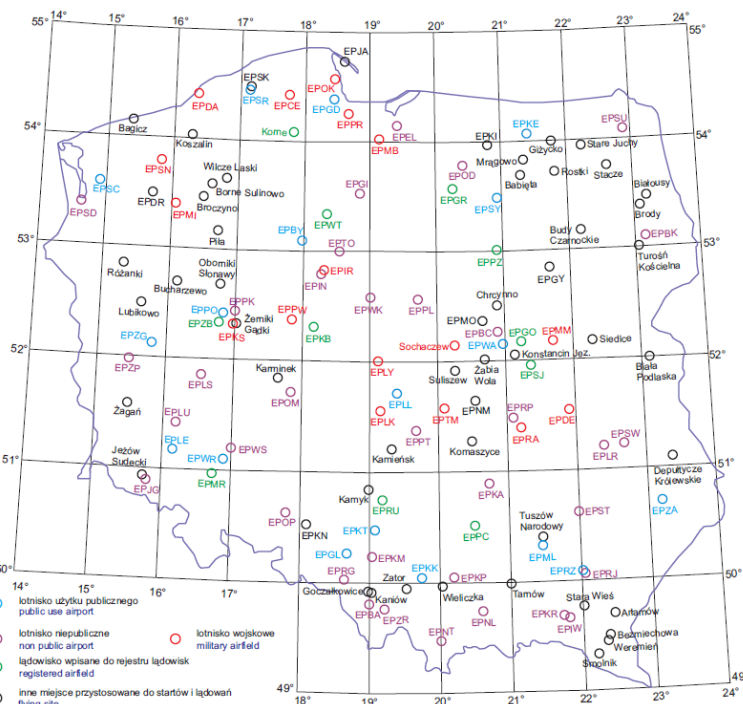 55°
14°
15°
16°
17°
18°
19°
20°
21°
22°
23°
24°
55°
EPJA
EPSK
EPSR
EPDA
EPCE
EPOK
EPGD
EPPR
EPSU
Bagicz
Koszalin
Korne
EPEL
EPMB
EPKI
EPKE
Giżycko
Stare Juchy
54°
54°
EPSN
Wilcze Laski
Mrągowo
EPSC
EPOD
Babięta
Rostki
Stacze
EPSD
EPDR
Borne Sulinowo
EPGI
EPGR
EPSY
Białousy
EPMI
Broczyno
Brody
EPWT
Piła
EPBY
EPTO
Budy
Czarnockie
EPBK
53°
53°
EPPZ
Turośń
Kościelna
Różanki
Obomiki
Słonawy
EPIR
EPIN
EPGY
Bucharzewo
Lubikowo
EPPK
EPPO
EPZB
Żerniki
Gądki
EPKS
EPPW
EPKB
EPWK
EPPL
Chrcynno
EPMO
EPBC
EPWA
EPGO
EPMM
Siedlce
EPZG
Sochaczew
Konstancin Jez.
52°
52°
EPZP
EPLY
Suliszew
Żabia
Wola
EPSJ
Biała
Podlaska
EPLS
Karminek
EPOM
EPLL
Żagań
EPLU
EPLK
EPTM
EPNM
EPRP
EPDE
EPRA
EPLE
EPWS
EPPT
Komaszyce
EPSW
EPLR
Jeżów
Sudecki
EPWR
Kamieńsk
51°
51°
EPJG
EPMR
Depułtycze
Królewskie
Kamyk
EPKA
EPRU
EPZA
EPOP
EPKN
EPKT
EPPC
Tuszów
Narodowy
EPST
EPML
EPGL
EPKM
EPRG
EPKK
EPKP
EPRZ
EPRJ
50°
14°
15°
16°
17°
50°
Goczałkowice
Zator
Kaniów
Wieliczka
Tarnów
Stara Wieś
EPBA
EPZR
EPNL
EPKR
EPIW
Arłamów
EPNT
Bezmiechowa
Weremień
Smolnik
49°
18°
19°
20°
21°
22°
23°
24°
49°
lotnisko użytku publicznego
public use airport
lotnisko niepubliczne
non public airport
lotnisko wojskowe
military airfield
lądowisko wpisane do rejestru lądowisk
registered airfield
inne miejsce przystosowane do startów i lądowań